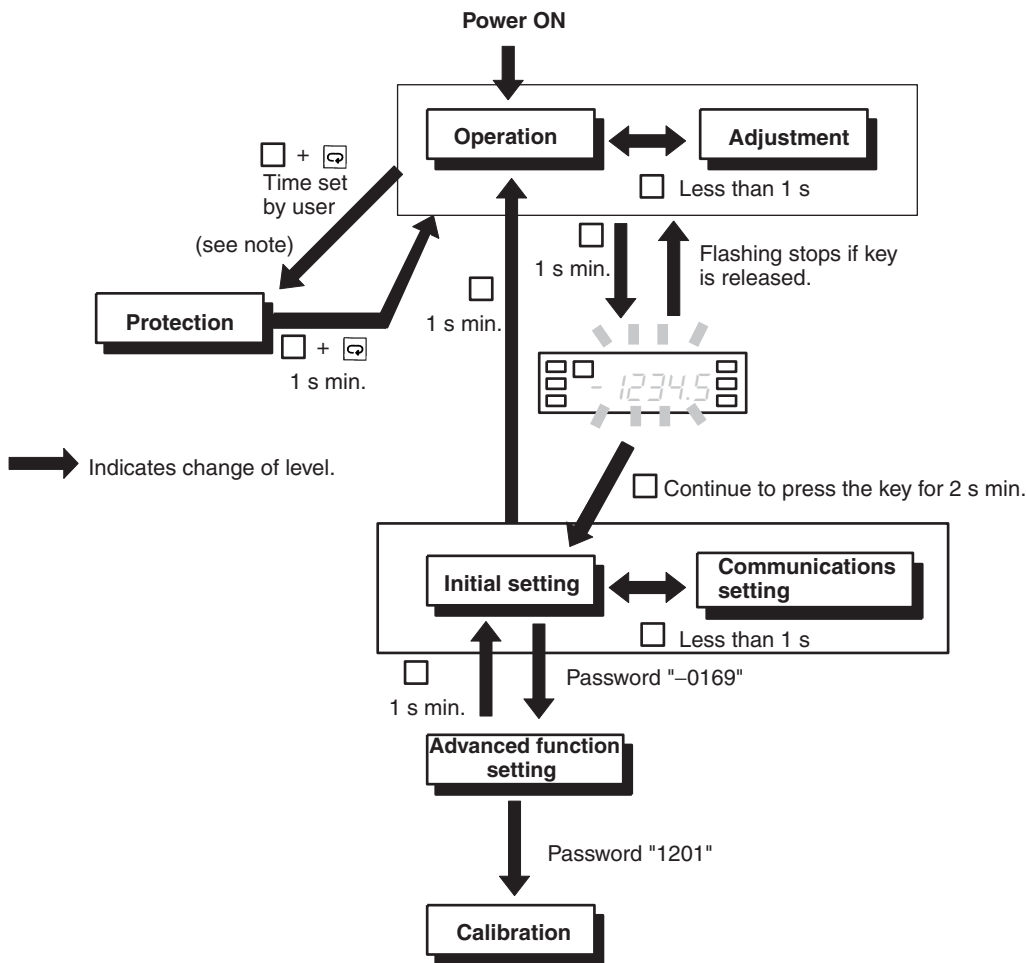 Power ON
Operation
Adjustment
Less than 1 s
+
Time set
by user
(see note)
1 s min.
Flashing stops if key
is released.
1 s min.
Protection
+
1 s min.
-1234.5
Indicates change of level.
Continue to press the key for 2 s min.
Initial setting
Communications
setting
Less than 1 s
1 s min.
Password "–0169"
Advanced function
setting
Password "1201"
Calibration